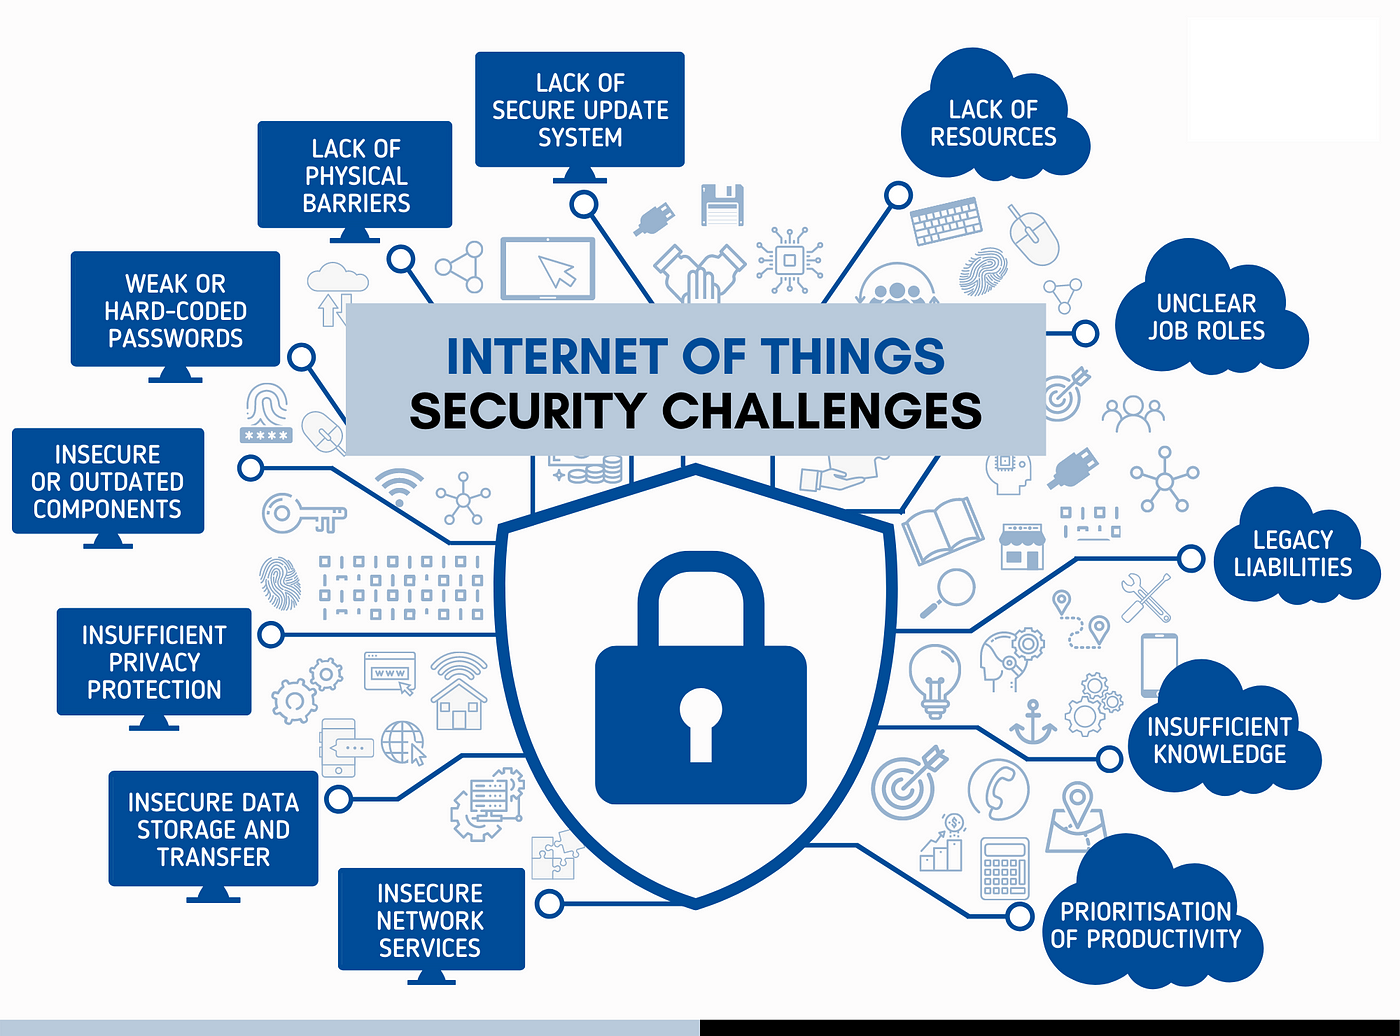 LACK OF
SECURE UPDATE
SYSTEM
LACK OF
RESOURCES
LACK OF
PHYSICAL
BARRIERS
UNCLEAR
JOB ROLES
WEAK OR
HARD-CODED
PASSWORDS
INTERNET OF THINGS
SECURITY CHALLENGES
****
INSECURE
OR OUTDATED
COMPONENTS
LEGACY
LIABILITIES
INSUFFICIENT
PRIVACY
PROTECTION
WWW
INSUFFICIENT
KNOWLEDGE
INSECURE DATA
STORAGE AND
TRANSFER
$
INSECURE
NETWORK
SERVICES
PRIORITISATION
OF PRODUCTIVITY